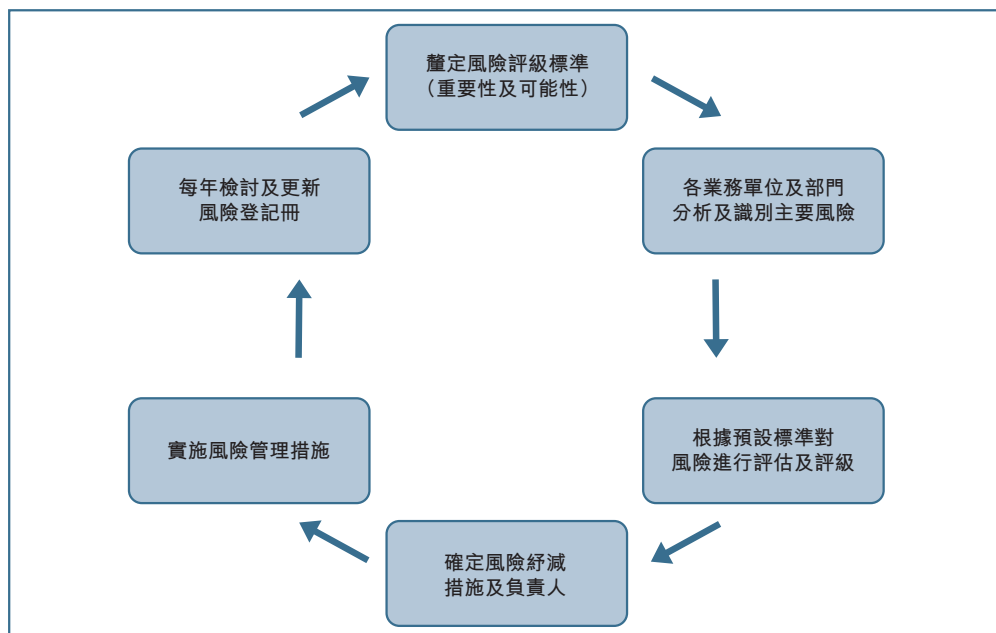 釐定風險評級標準
（重要性及可能性）
各業務單位及部門
分析及識別主要風險
根據預設標準對
風險進行評估及評級
確定風險紓減
措施及負責人
實施風險管理措施
每年檢討及更新
風險登記冊